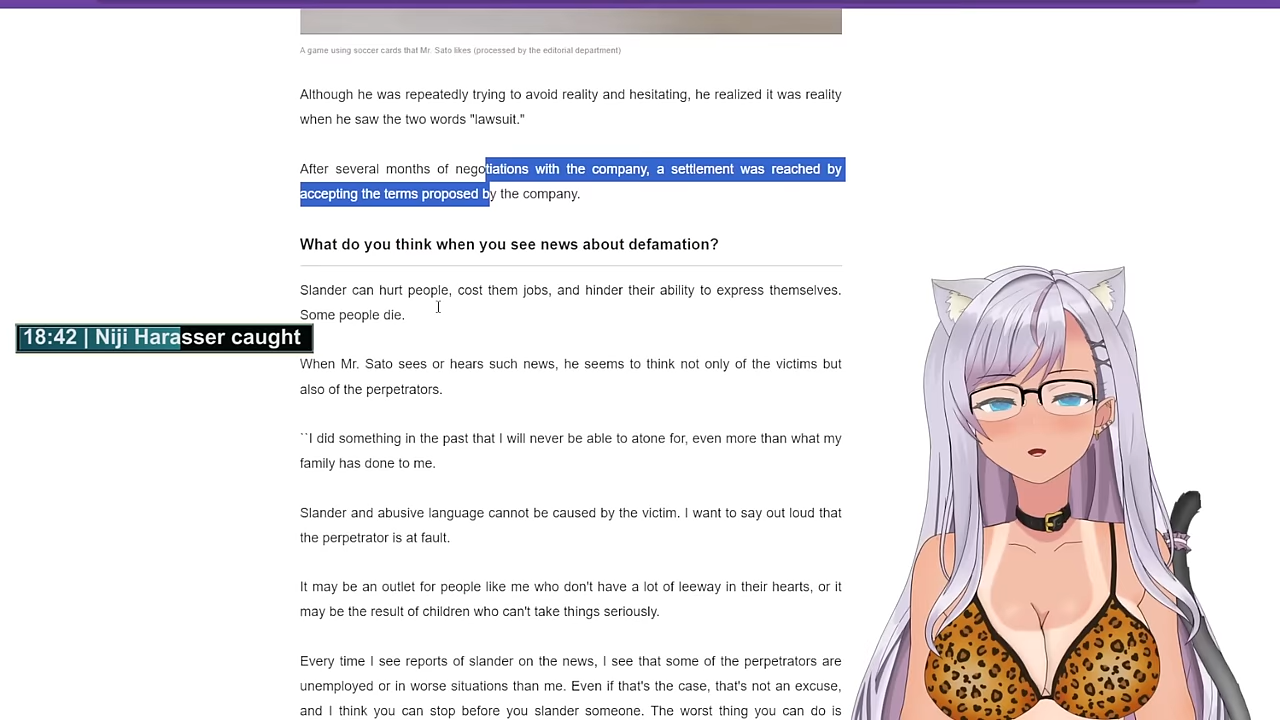 A game using soccer cards that Mr. Sato likes (processed by the editorial department)
Although he was repeatedly trying to avoid reality and hesitating, he realized it was reality
when he saw the two words "lawsuit."
After several months of negotiations with the company, a settlement was reached by
accepting the terms proposed by the company.
What do you think when you see news about defamation?
Slander can hurt people, cost them jobs, and hinder their ability to express themselves.
Some people die.
18:42 | Niji Harasser caught
When Mr. Sato sees or hears such news, he seems to think not only of the victims but
also of the perpetrators.
``I did something in the past that I will never be able to atone for, even more than what my
family has done to me.
Slander and abusive language cannot be caused by the victim. I want to say out loud that
the perpetrator is at fault.
It may be an outlet for people like me who don't have a lot of leeway in their hearts, or it
may be the result of children who can't take things seriously.
Every time I see reports of slander on the news, I see that some of the perpetrators are
unemployed or in worse situations than me. Even if that's the case, that's not an excuse,
and I think you can stop before you slander someone. The worst thing you can do is